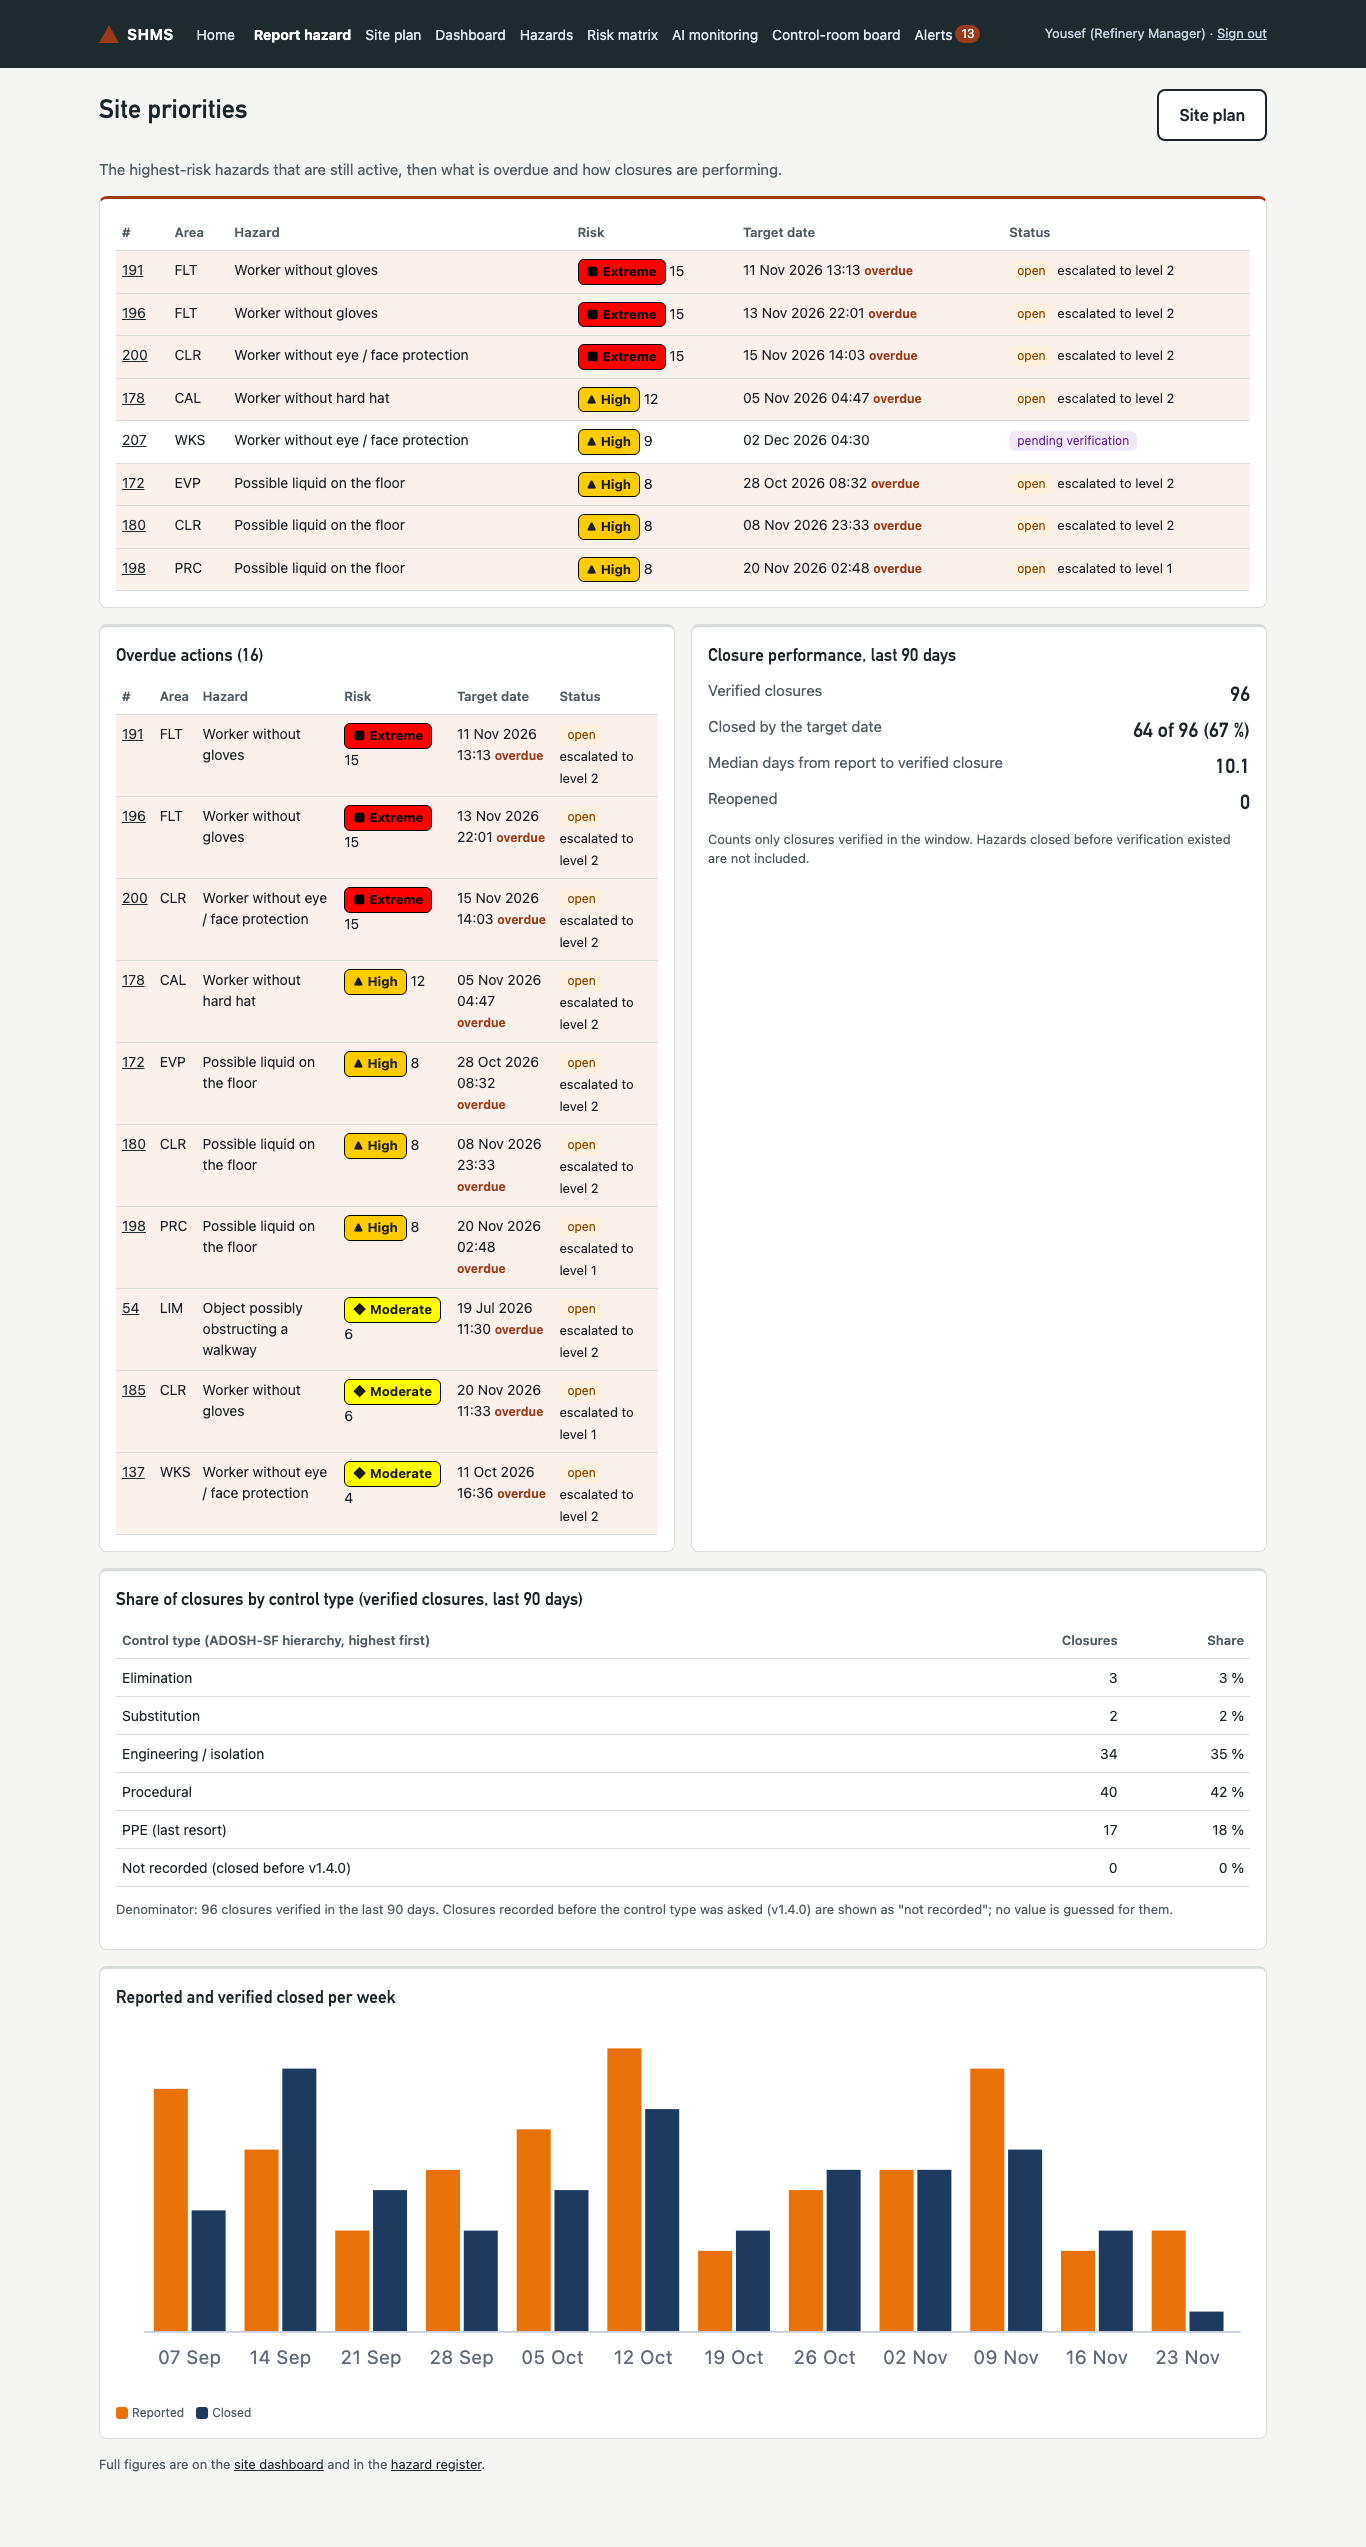 SHMS Home Report hazard Site plan Dashboard Hazards Risk matrix AI monitoring Control-room board Alerts 13 Yousef (Refinery Manager) · Sign out
Site priorities
Site plan
The highest-risk hazards that are still active, then what is overdue and how closures are performing.
# Area Hazard Risk Target date Status
191 FLT Worker without gloves Extreme 15 11 Nov 2026 13:13 overdue open escalated to level 2
196 FLT Worker without gloves Extreme 15 13 Nov 2026 22:01 overdue open escalated to level 2
200 CLR Worker without eye / face protection Extreme 15 15 Nov 2026 14:03 overdue open escalated to level 2
178 CAL Worker without hard hat High 12 05 Nov 2026 04:47 overdue open escalated to level 2
207 WKS Worker without eye / face protection High 9 02 Dec 2026 04:30 pending verification
172 EVP Possible liquid on the floor High 8 28 Oct 2026 08:32 overdue open escalated to level 2
180 CLR Possible liquid on the floor High 8 08 Nov 2026 23:33 overdue open escalated to level 2
198 PRC Possible liquid on the floor High 8 20 Nov 2026 02:48 overdue open escalated to level 1
Overdue actions (16)
# Area Hazard Risk Target date Status
191 FLT Worker without Extreme 11 Nov 2026 open
gloves 15 13:13 overdue escalated to
level 2
196 FLT Worker without Extreme 13 Nov 2026 open
gloves 15 22:01 overdue escalated to
level 2
200 CLR Worker without eye Extreme 15 Nov 2026 open
/ face protection 15 14:03 overdue escalated to
level 2
178 CAL Worker without High 12 05 Nov 2026 open
hard hat 04:47 escalated to
overdue level 2
172 EVP Possible liquid on High 8 28 Oct 2026 open
the floor 08:32 escalated to
overdue level 2
180 CLR Possible liquid on High 8 08 Nov 2026 open
the floor 23:33 escalated to
overdue level 2
198 PRC Possible liquid on High 8 20 Nov 2026 open
the floor 02:48 escalated to
overdue level 1
54 LIM Object possibly Moderate 19 Jul 2026 open
obstructing a 6 11:30 overdue escalated to
walkway level 2
185 CLR Worker without Moderate 20 Nov 2026 open
gloves 6 11:33 overdue escalated to
level 1
137 WKS Worker without eye Moderate 11 Oct 2026 open
/ face protection 4 16:36 overdue escalated to
level 2
Closure performance, last 90 days
Verified closures 96
Closed by the target date 64 of 96 (67 %)
Median days from report to verified closure 10.1
Reopened 0
Counts only closures verified in the window. Hazards closed before verification existed
are not included.
Share of closures by control type (verified closures, last 90 days)
Control type (ADOSH-SF hierarchy, highest first) Closures Share
Elimination 3 3 %
Substitution 2 2 %
Engineering / isolation 34 35 %
Procedural 40 42 %
PPE (last resort) 17 18 %
Not recorded (closed before v1.4.0) 0 0 %
Denominator: 96 closures verified in the last 90 days. Closures recorded before the control type was asked (v1.4.0) are shown as "not recorded"; no value is guessed for them.
Reported and verified closed per week
07 Sep 14 Sep 21 Sep 28 Sep 05 Oct 12 Oct 19 Oct 26 Oct 02 Nov 09 Nov 16 Nov 23 Nov
Reported Closed
Full figures are on the site dashboard and in the hazard register.